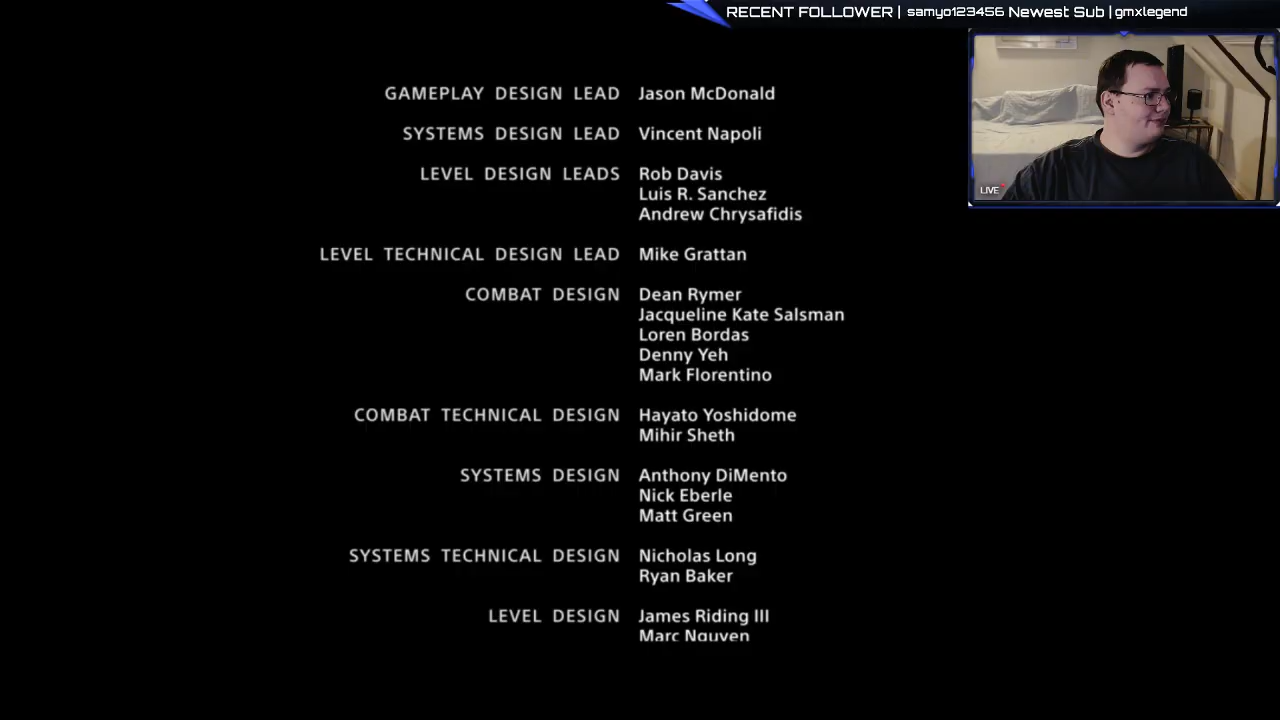 RECENT FOLLOWER | samyo123456 Newest Sub | gmxlegend
GAMEPLAY DESIGN LEAD Jason McDonald
SYSTEMS DESIGN LEAD Vincent Napoli
LEVEL DESIGN LEADS Rob Davis
Luis R. Sanchez
Andrew Chrysafidis
LEVEL TECHNICAL DESIGN LEAD Mike Grattan
COMBAT DESIGN Dean Rymer
Jacqueline Kate Salsman
Loren Bordas
Denny Yeh
Mark Florentino
COMBAT TECHNICAL DESIGN Hayato Yoshidome
Mihir Sheth
SYSTEMS DESIGN Anthony DiMento
Nick Eberle
Matt Green
SYSTEMS TECHNICAL DESIGN Nicholas Long
Ryan Baker
LEVEL DESIGN James Riding III
Marc Nguyen
LIVE